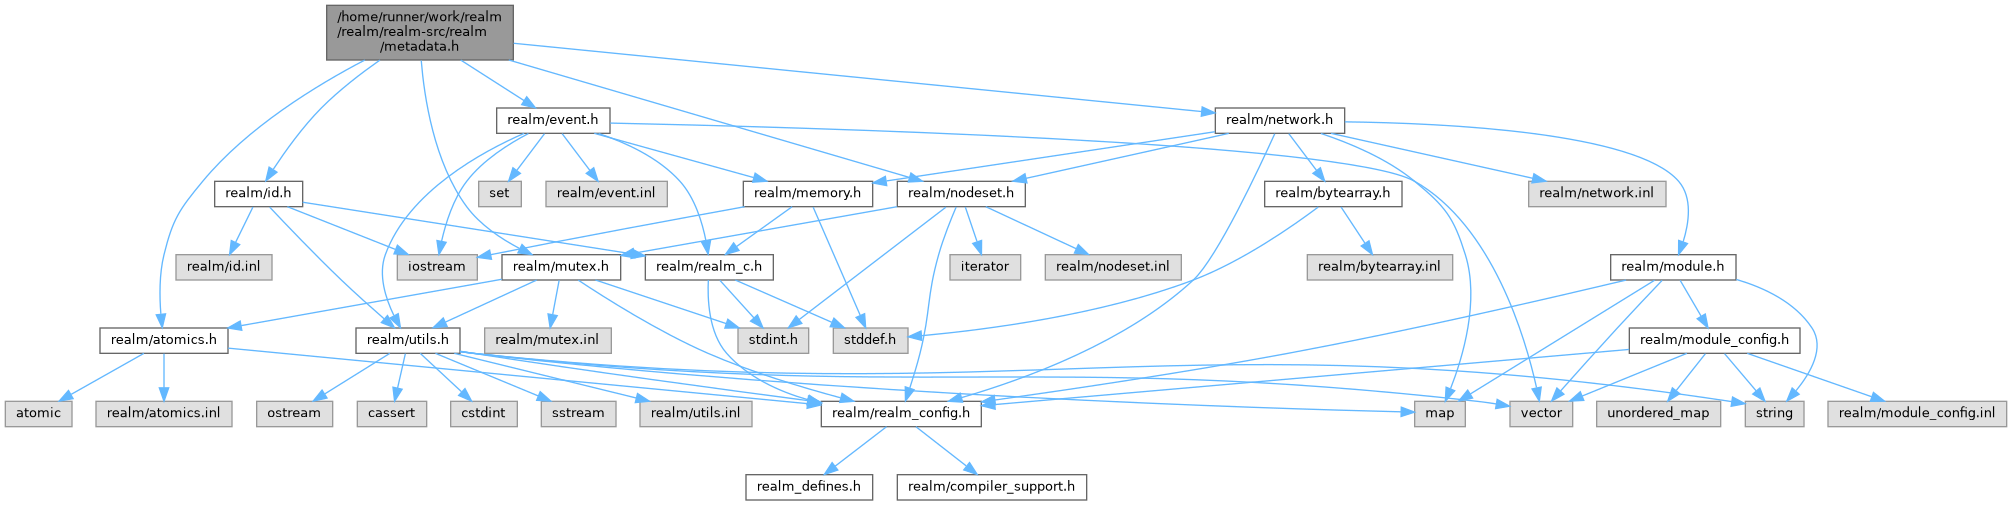 /home/runner/work/realm
/realm/realm-src/realm
/metadata.h
realm/event.h
realm/network.h
realm/id.h
set
realm/event.inl
realm/memory.h
realm/nodeset.h
realm/bytearray.h
realm/network.inl
realm/id.inl
iostream
realm/mutex.h
realm/realm_c.h
iterator
realm/nodeset.inl
realm/bytearray.inl
realm/module.h
realm/atomics.h
realm/utils.h
realm/mutex.inl
stdint.h
stddef.h
realm/module_config.h
atomic
realm/atomics.inl
ostream
cassert
cstdint
sstream
realm/utils.inl
realm/realm_config.h
map
vector
unordered_map
string
realm/module_config.inl
realm_defines.h
realm/compiler_support.h